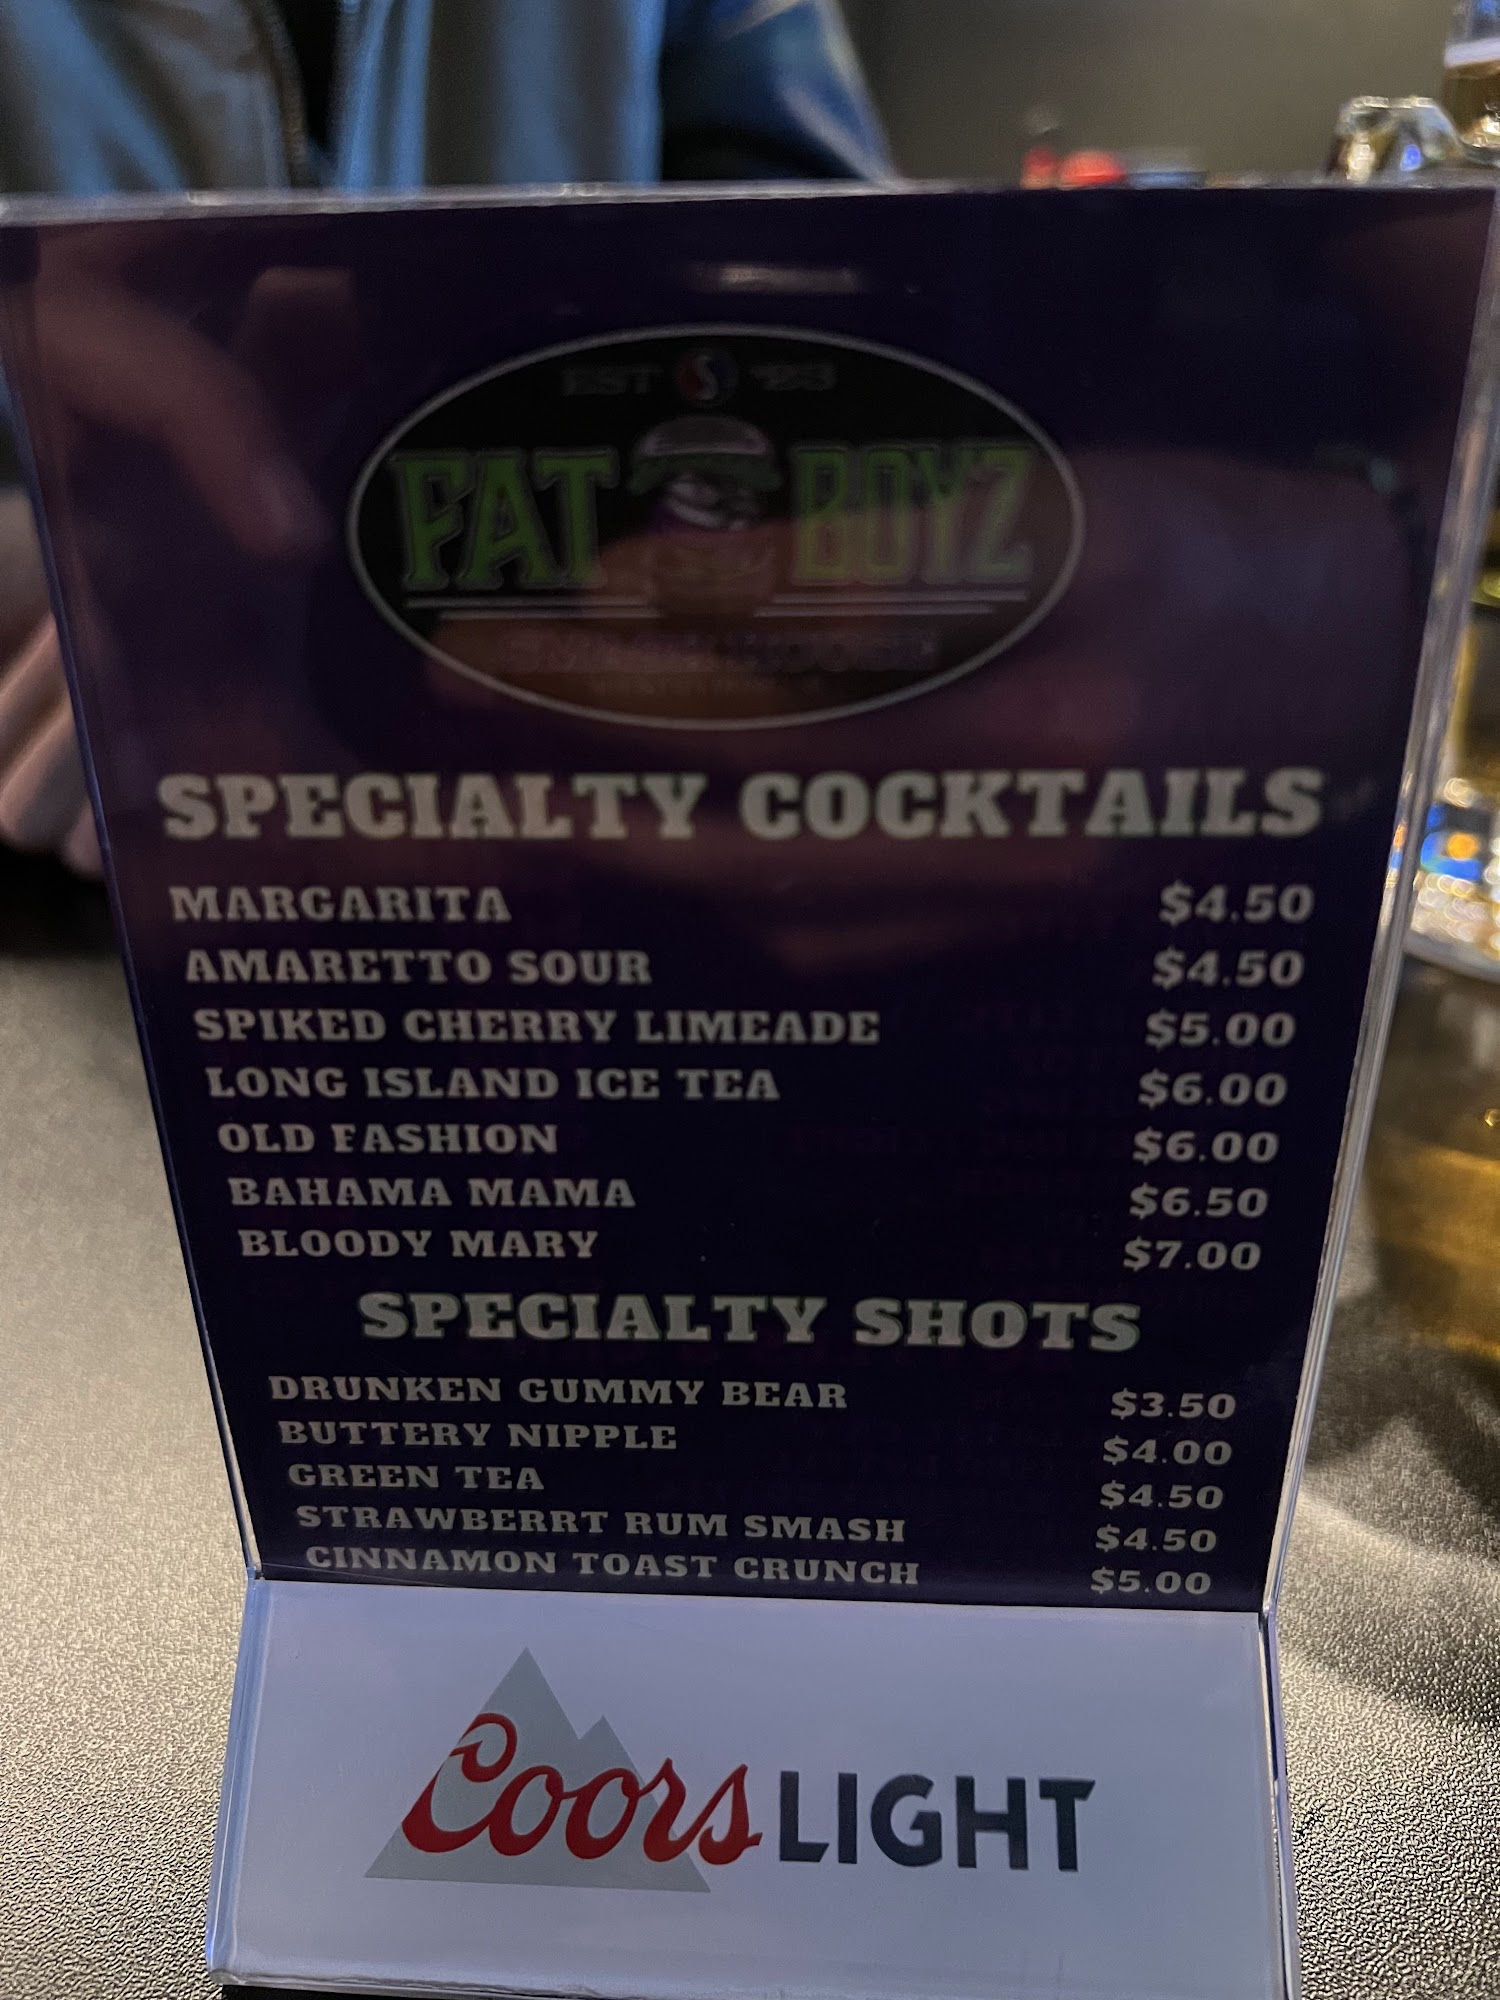 EST '23
FAT BOYZ
SPECIALTY COCKTAILS
MARGARITA $4.50
AMARETTO SOUR $4.50
SPIKED CHERRY LIMEADE $5.00
LONG ISLAND ICE TEA $6.00
OLD FASHION $6.00
BAHAMA MAMA $6.50
BLOODY MARY $7.00
SPECIALTY SHOTS
DRUNKEN GUMMY BEAR $3.50
BUTTERY NIPPLE $4.00
GREEN TEA $4.50
STRAWBERRT RUM SMASH $4.50
CINNAMON TOAST CRUNCH $5.00
Coors LIGHT